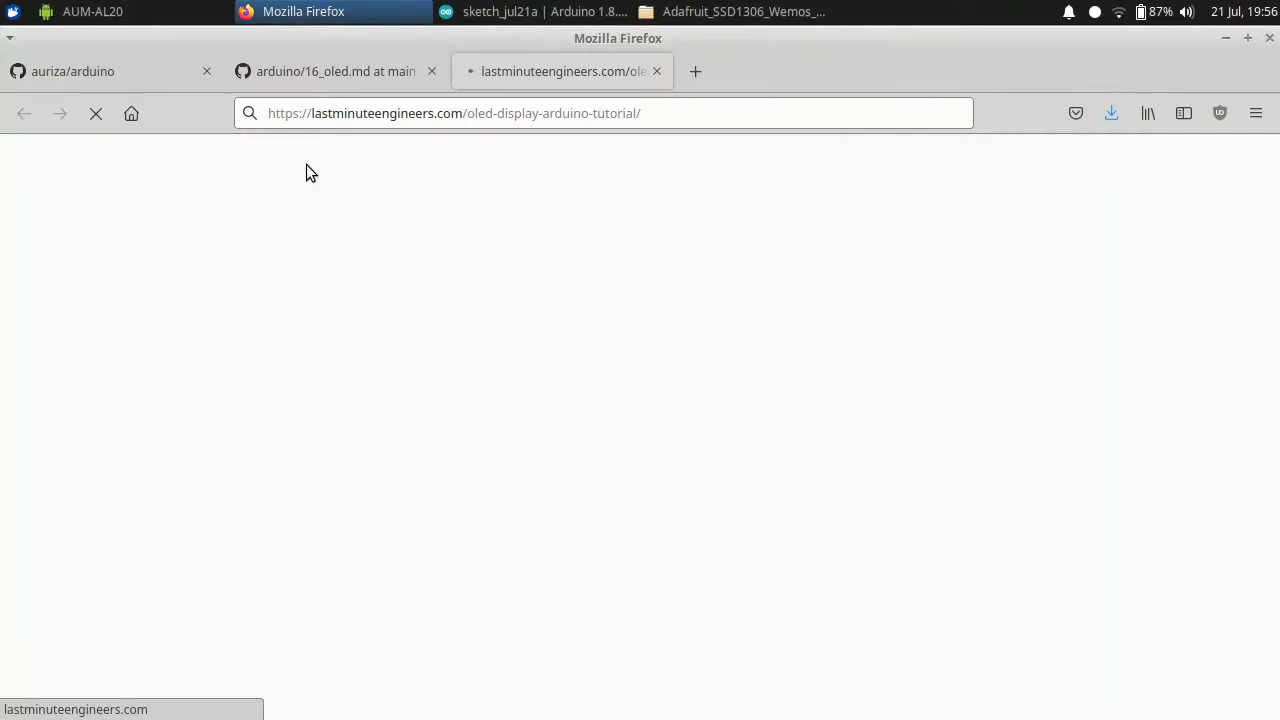 AUM-AL20
Mozilla Firefox
sketch_jul21a | Arduino 1.8....
Adafruit_SSD1306_Wemos_...
87%
21 Jul, 19:56
Mozilla Firefox
auriza/arduino
arduino/16_oled.md at main
lastminuteengineers.com/ole
https://lastminuteengineers.com/oled-display-arduino-tutorial/
lastminuteengineers.com